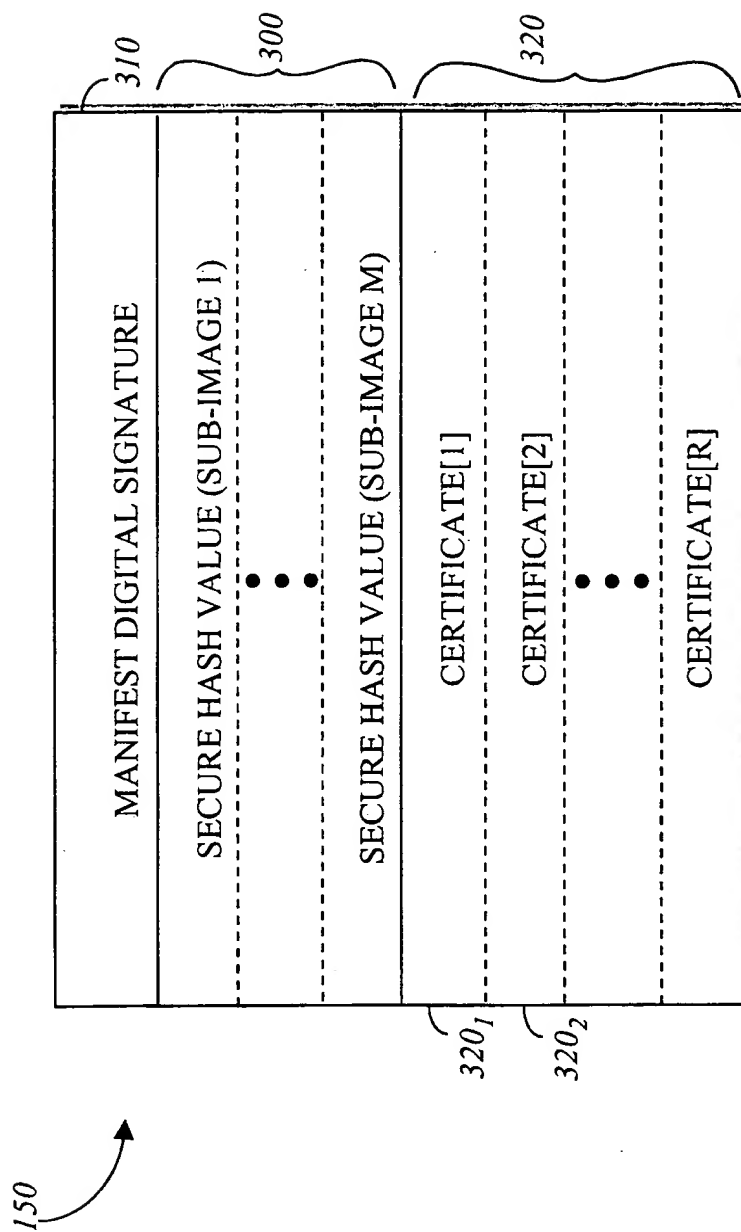 150
MANIFEST DIGITAL SIGNATURE
310
SECURE HASH VALUE (SUB-IMAGE 1)
300
SECURE HASH VALUE (SUB-IMAGE M)
320₁
CERTIFICATE[1]
320₂
CERTIFICATE[2]
320
CERTIFICATE[R]